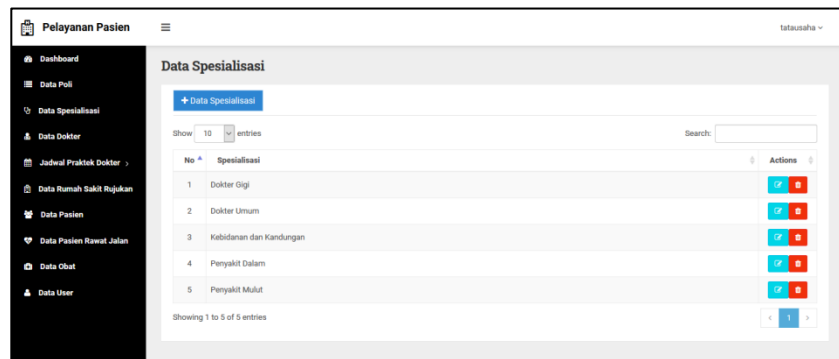 Pelayanan Pasien
tatausaha
Dashboard
Data Poli
Data Spesialisasi
Data Dokter
Jadwal Praktek Dokter
Data Rumah Sakit Rujukan
Data Pasien
Data Pasien Rawat Jalan
Data Obat
Data User
Data Spesialisasi
+ Data Spesialisasi
Show 10 entries Search:
No Spesialisasi Actions
1 Dokter Gigi
2 Dokter Umum
3 Kebidanan dan Kandungan
4 Penyakit Dalam
5 Penyakit Mulut
Showing 1 to 5 of 5 entries < 1 >